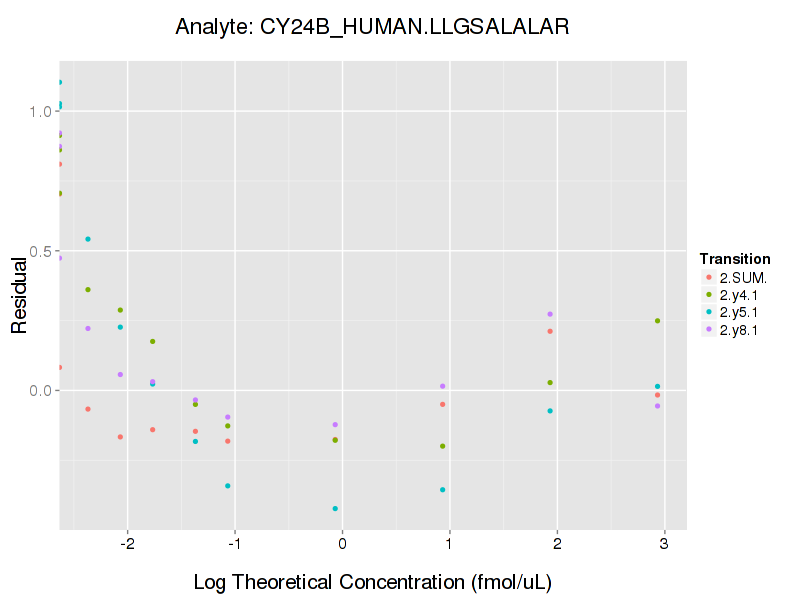 Analyte: CY24B_HUMAN.LLGSALALAR
1.0
0.5
0.0
Residual
-2 -1 0 1 2 3
Log Theoretical Concentration (fmol/uL)
Transition
2.SUM.
2.y4.1
2.y5.1
2.y8.1